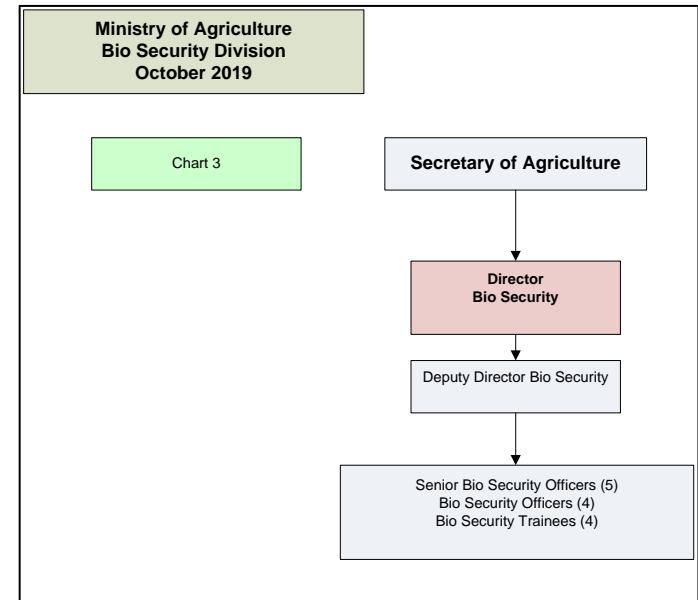 Ministry of Agriculture
Bio Security Division
October 2019
Chart 3
Secretary of Agriculture
Director
Bio Security
Deputy Director Bio Security
Senior Bio Security Officers (5)
Bio Security Officers (4)
Bio Security Trainees (4)